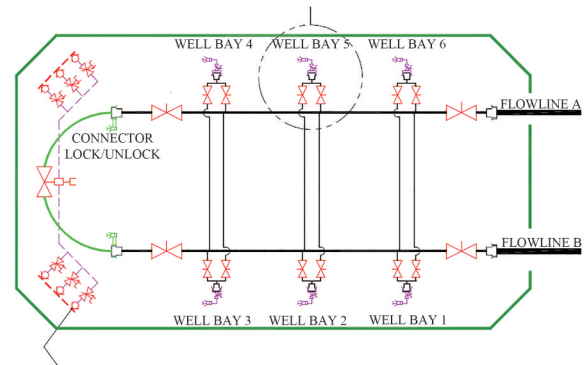 WELL BAY 4
WELL BAY 5
WELL BAY 6
FLOWLINE A
CONNECTOR
LOCK/UNLOCK
FLOWLINE B
WELL BAY 3
WELL BAY 2
WELL BAY 1